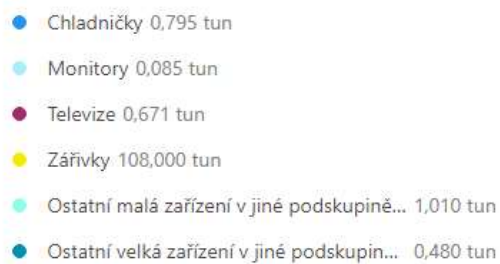 Chladničky 0,795 tun
Monitory 0,085 tun
Televize 0,671 tun
Zářivky 108,000 tun
Ostatní malá zařízení v jiné podskupině... 1,010 tun
Ostatní velká zařízení v jiné podskupin... 0,480 tun